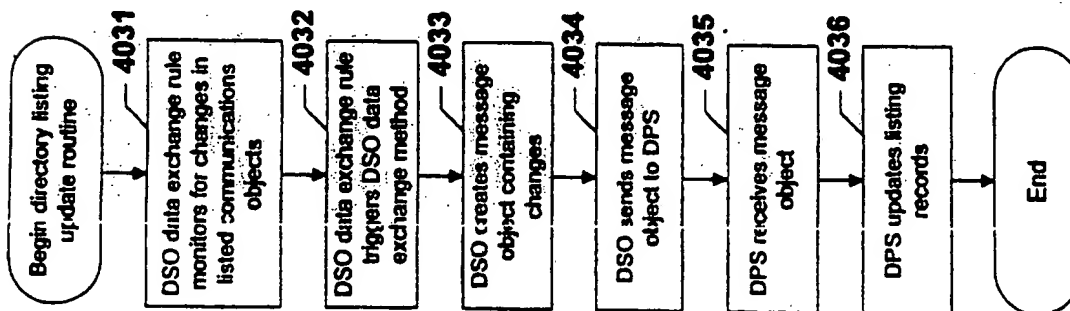 Begin directory listing
update routine
4031
DSO data exchange rule
monitors for changes in
listed communications
objects
4032
DSO data exchange rule
triggers DSO data
exchange method
4033
DSO creates message
object containing
changes
4034
DSO sends message
object to DPS
4035
DPS receives message
object
4036
DPS updates listing
records
End